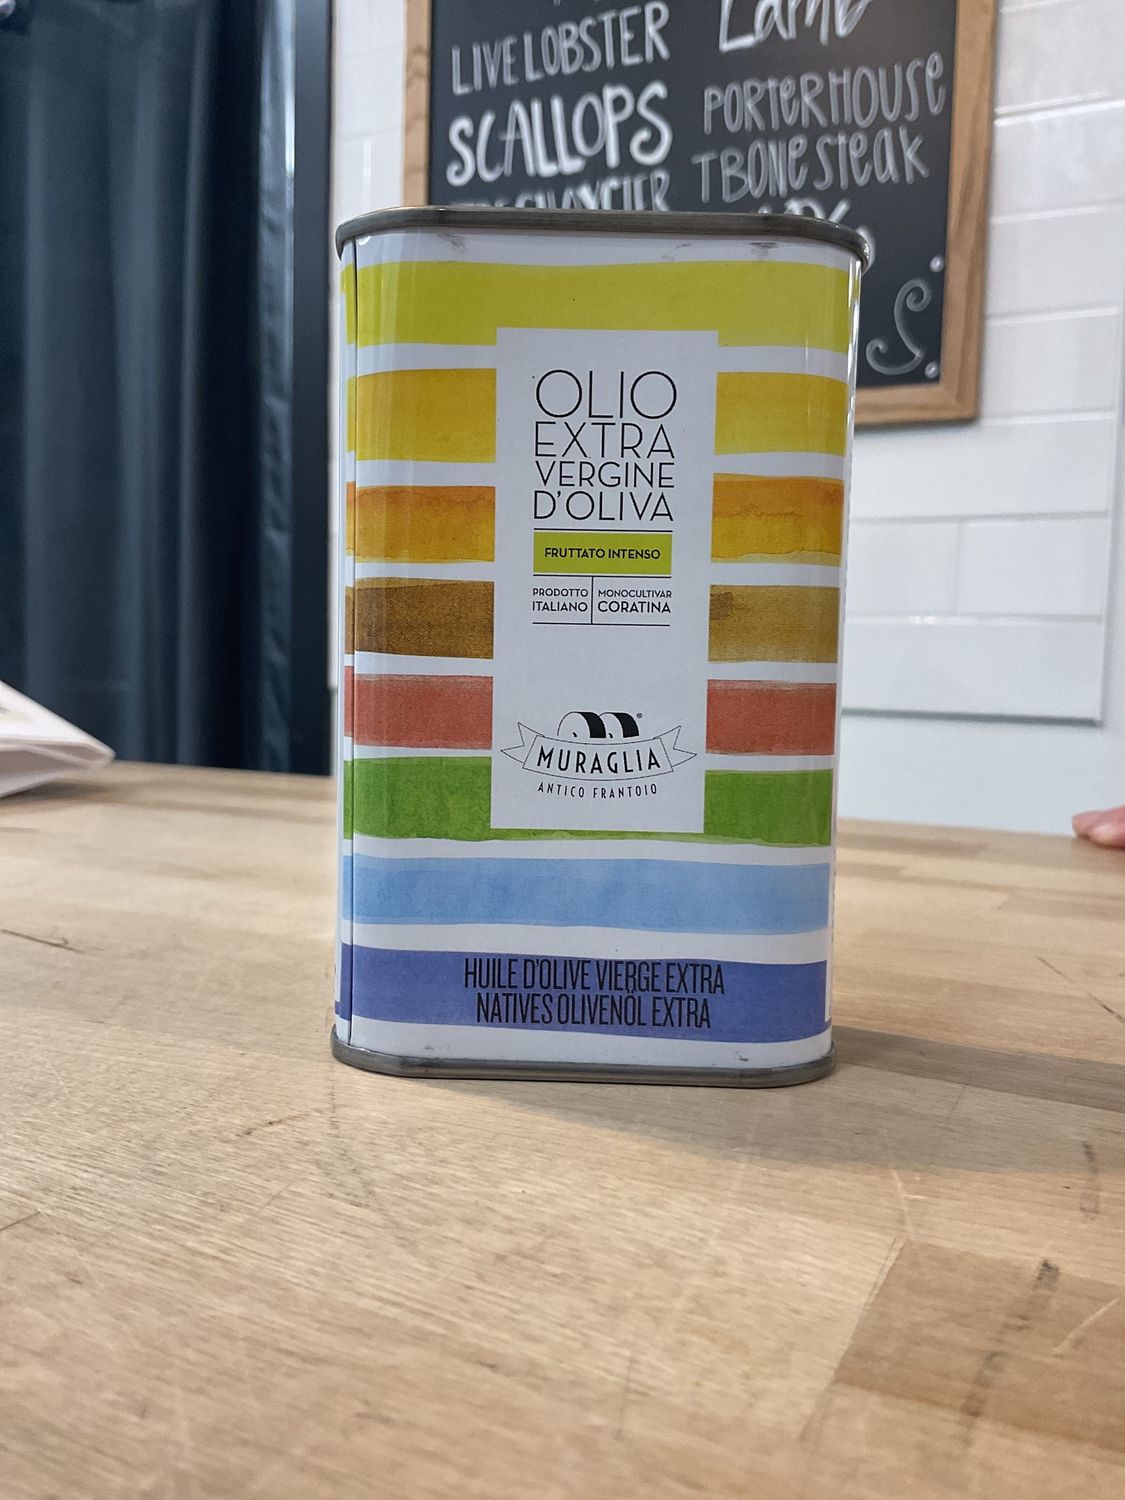 LIVE LOBSTER
SCALLOPS
Lamb
PORTERHOUSE
TBONE STEAK
OLIO
EXTRA
VERGINE
D'OLIVA
FRUTTATO INTENSO
PRODOTTO
ITALIANO
MONOCULTIVAR
CORATINA
MURAGLIA
®
ANTICO FRANTOIO
HUILE D'OLIVE VIERGE EXTRA
NATIVES OLIVENÖL EXTRA